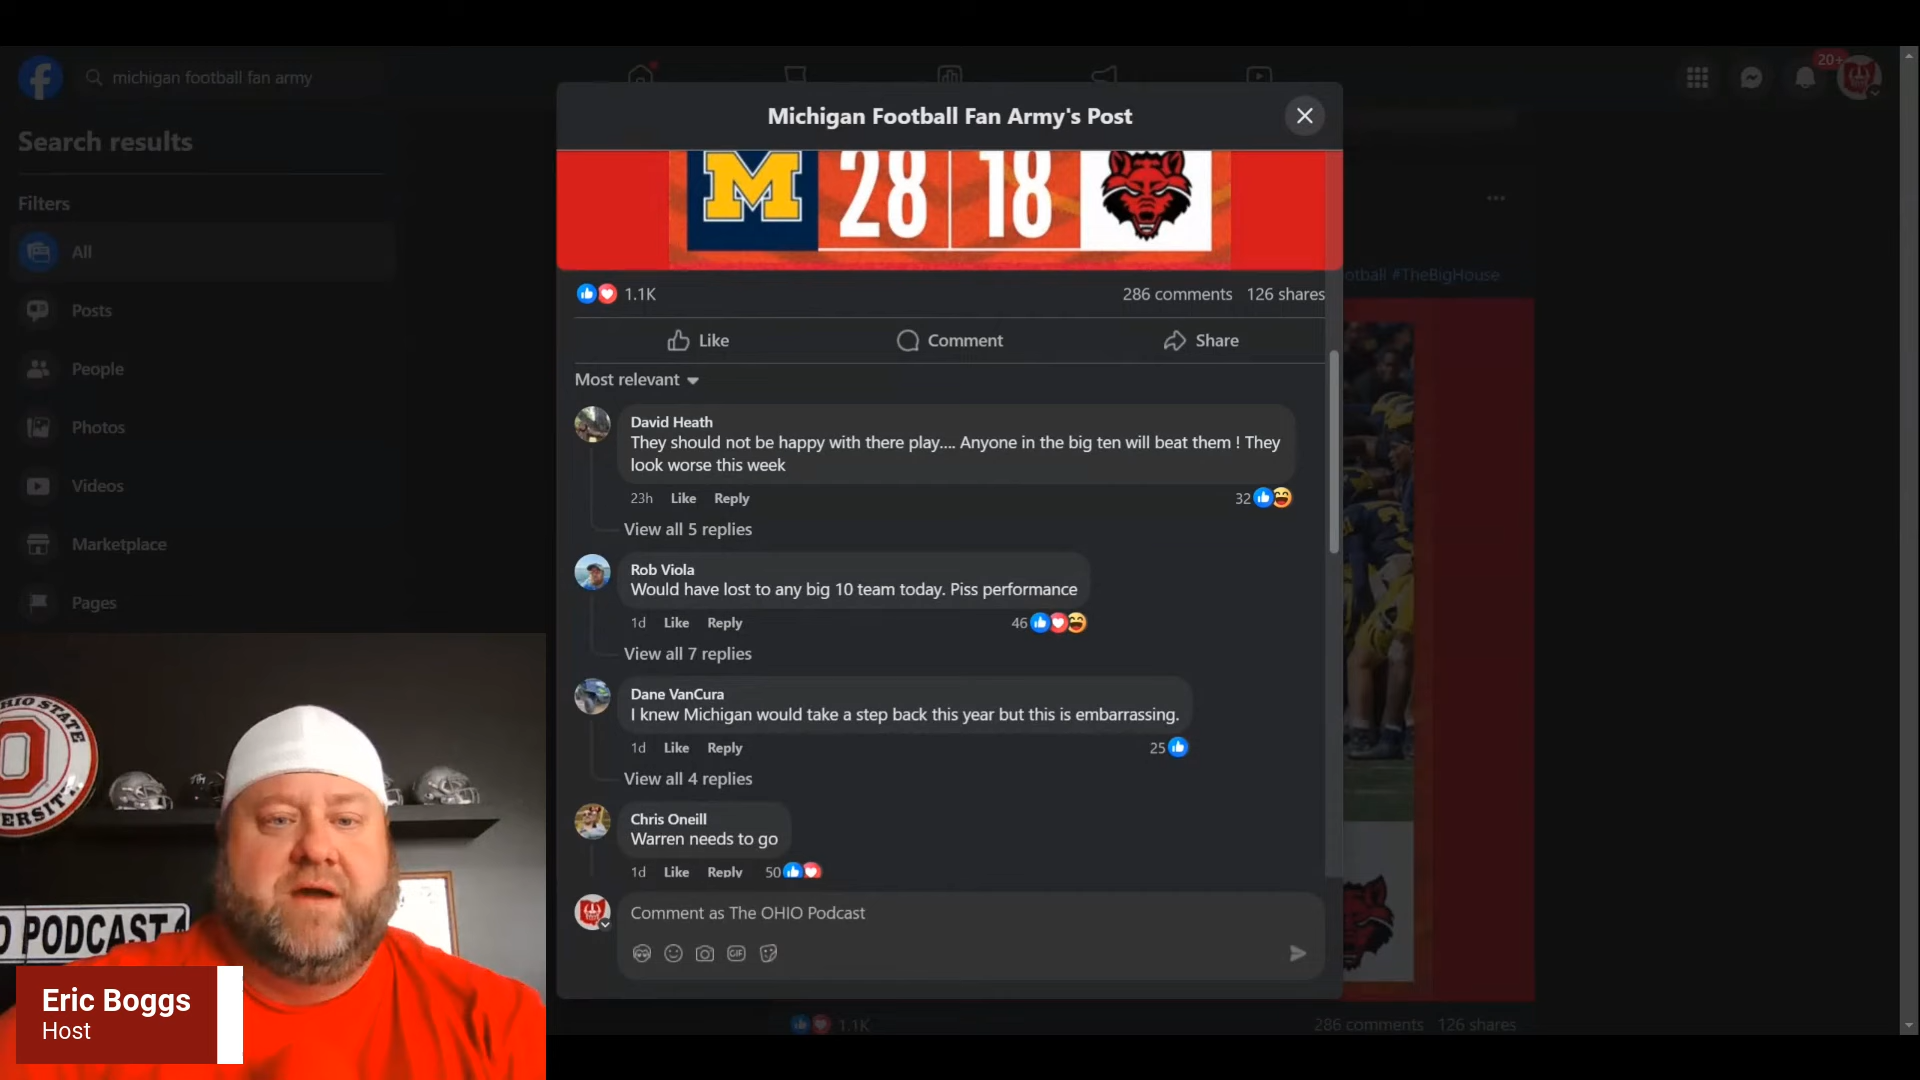 michigan football fan army
20+
Search results
Filters
All
Posts
People
Photos
Videos
Marketplace
Pages
Michigan Football Fan Army's Post
M 28 18
1.1K 286 comments 126 shares
Like Comment Share
Most relevant
David Heath
They should not be happy with there play.... Anyone in the big ten will beat them ! They
look worse this week
23h Like Reply 32
View all 5 replies
Rob Viola
Would have lost to any big 10 team today. Piss performance
1d Like Reply 46
View all 7 replies
Dane VanCura
I knew Michigan would take a step back this year but this is embarrassing.
1d Like Reply 25
View all 4 replies
Chris Oneill
Warren needs to go
1d Like Reply 50
Comment as The OHIO Podcast
GIF
otball #TheBigHouse
1.1K 286 comments 126 shares
HIO STATE
O
ERSIT
O PODCAST
Eric Boggs
Host